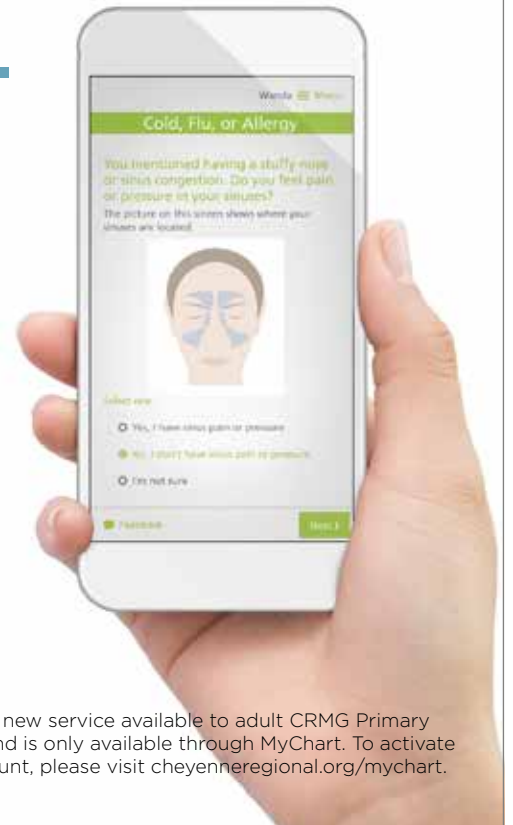 Wanda Menu
Cold, Flu, or Allergy
You mentioned having a stuffy nose
or sinus congestion. Do you feel pain
or pressure in your sinuses?
The picture on this screen shows where your
sinuses are located.
Select one
Yes, I have sinus pain or pressure
No, I don't have sinus pain or pressure
I'm not sure
Feedback
Next
new service available to adult CRMG Primary
nd is only available through MyChart. To activate
unt, please visit cheyenneregional.org/mychart.